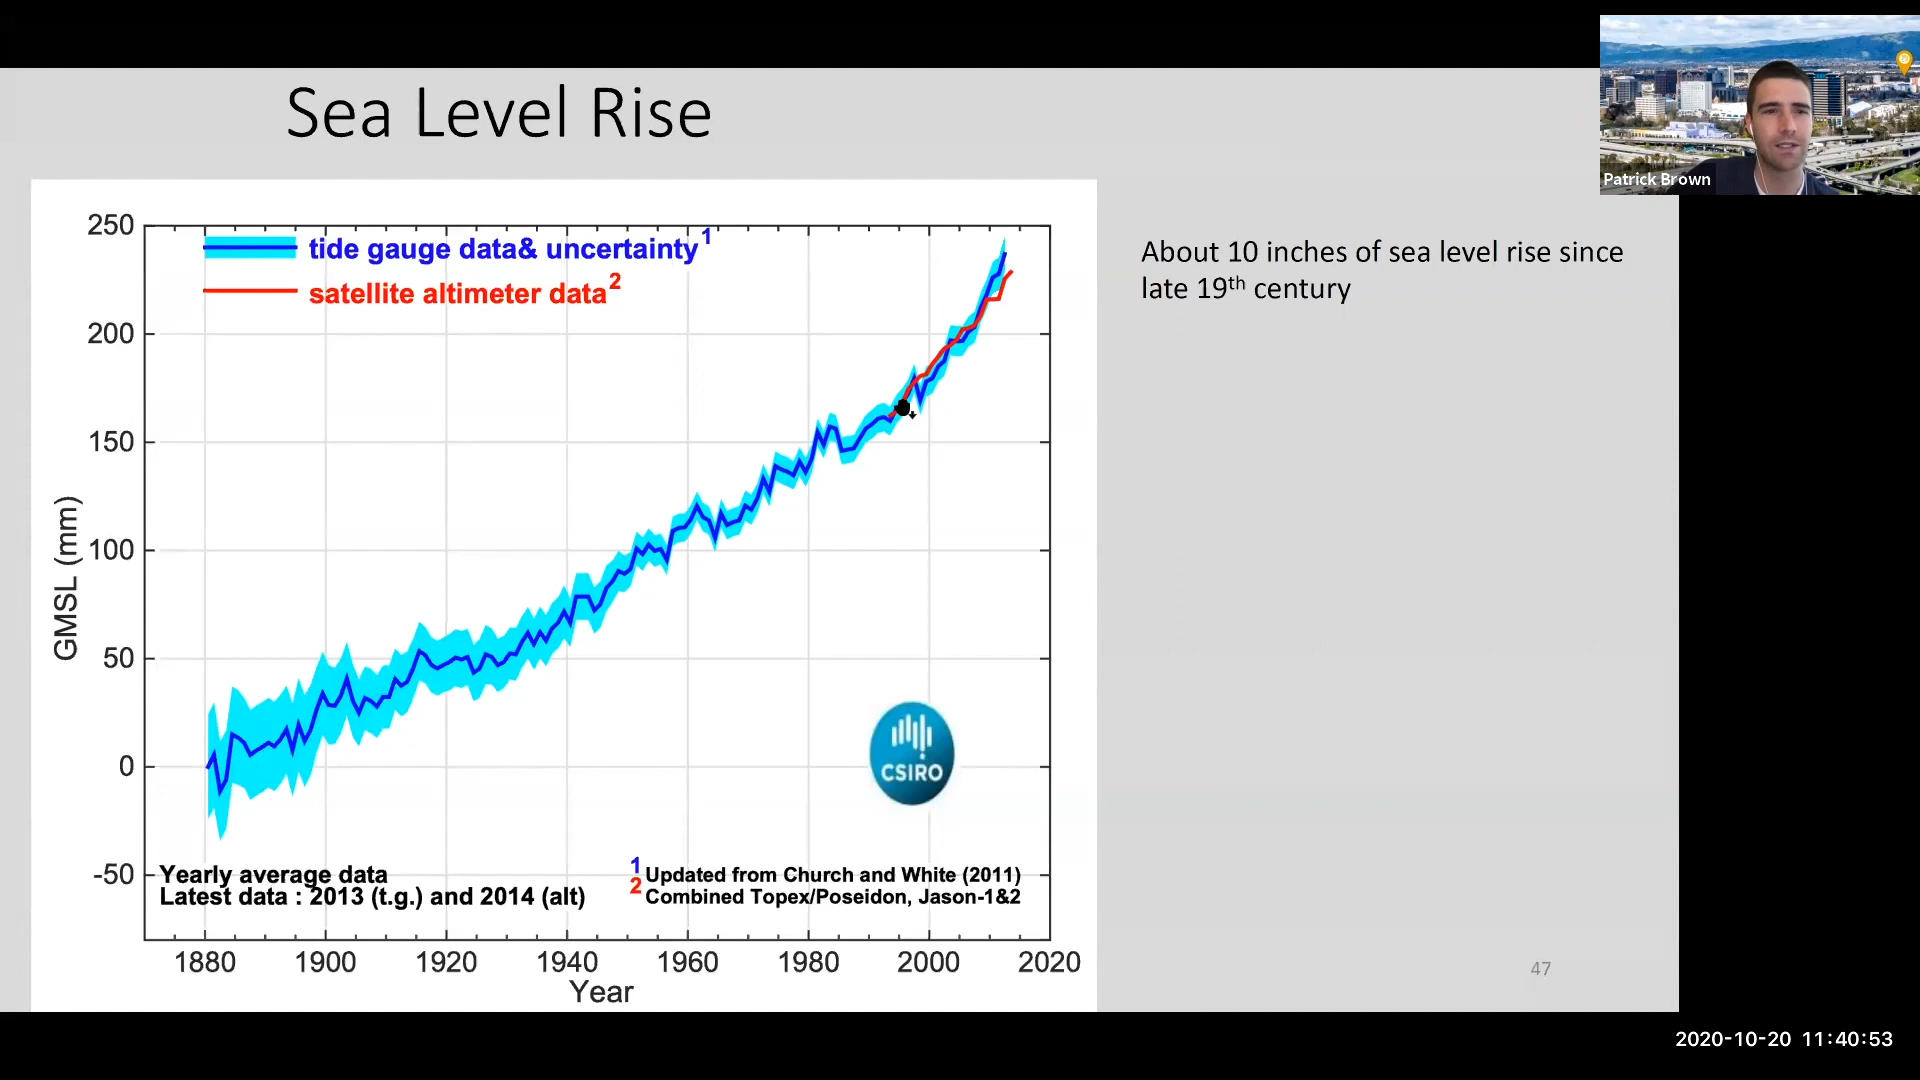 Sea Level Rise
Patrick Brown
250
200
150
100
50
0
-50
GMSL (mm)
tide gauge data& uncertainty1
satellite altimeter data2
CSIRO
Yearly average data
Latest data : 2013 (t.g.) and 2014 (alt)
1 Updated from Church and White (2011)
2 Combined Topex/Poseidon, Jason-1&2
1880 1900 1920 1940 1960 1980 2000 2020
Year
About 10 inches of sea level rise since
late 19th century
47
2020-10-20 11:40:53